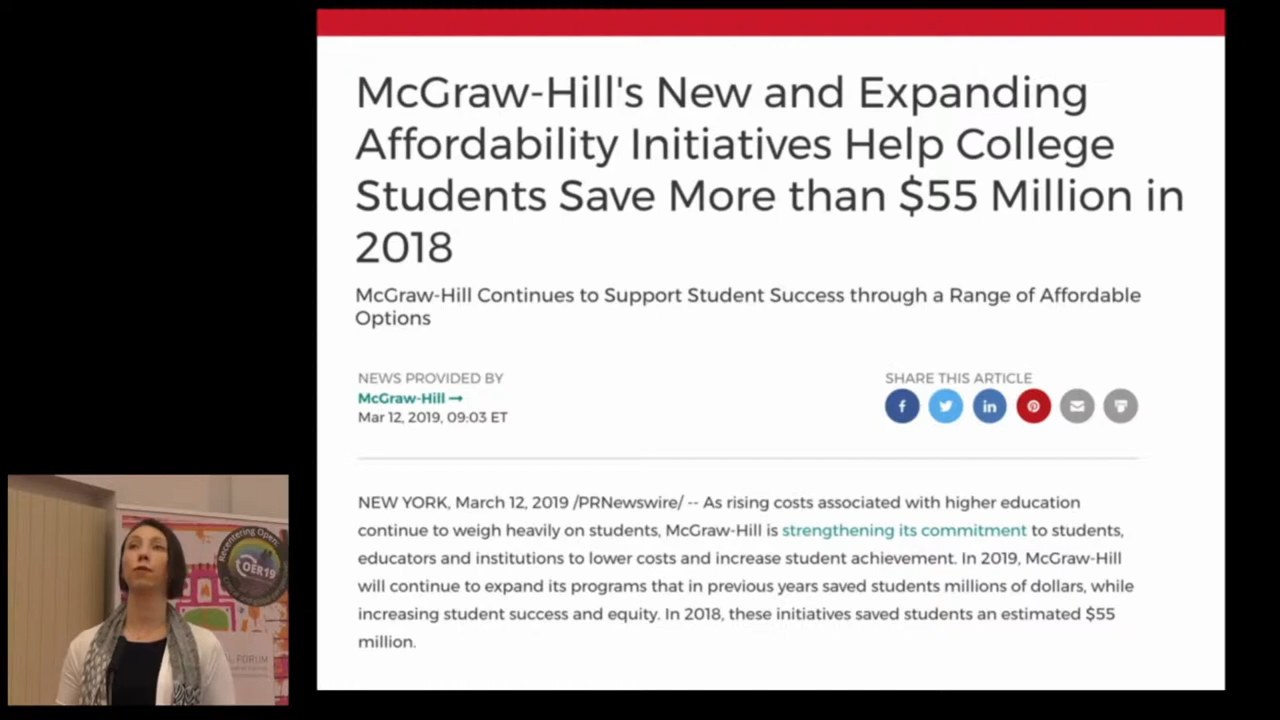 McGraw-Hill's New and Expanding
Affordability Initiatives Help College
Students Save More than $55 Million in
2018
McGraw-Hill Continues to Support Student Success through a Range of Affordable
Options
NEWS PROVIDED BY
McGraw-Hill →
Mar 12, 2019, 09:03 ET
SHARE THIS ARTICLE
NEW YORK, March 12, 2019 /PRNewswire/ -- As rising costs associated with higher education
continue to weigh heavily on students, McGraw-Hill is strengthening its commitment to students,
educators and institutions to lower costs and increase student achievement. In 2019, McGraw-Hill
will continue to expand its programs that in previous years saved students millions of dollars, while
increasing student success and equity. In 2018, these initiatives saved students an estimated $55
million.
Recentering Open:
OER19
FORUM